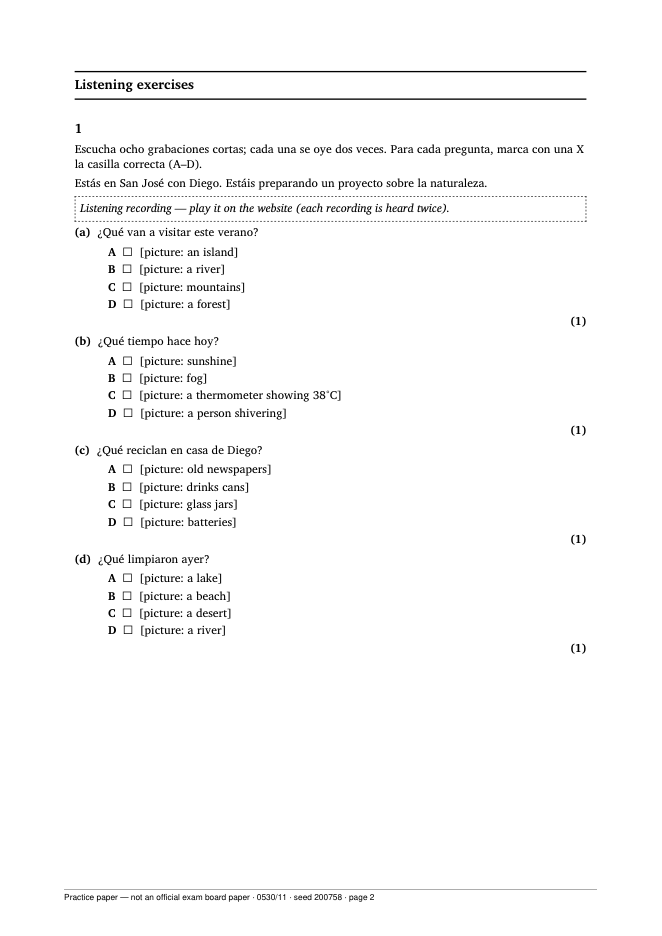 Listening exercises
1
Escucha ocho grabaciones cortas; cada una se oye dos veces. Para cada pregunta, marca con una X
la casilla correcta (A–D).
Estás en San José con Diego. Estáis preparando un proyecto sobre la naturaleza.
Listening recording — play it on the website (each recording is heard twice).
(a) ¿Qué van a visitar este verano?
A ☐ [picture: an island]
B ☐ [picture: a river]
C ☐ [picture: mountains]
D ☐ [picture: a forest]
(1)
(b) ¿Qué tiempo hace hoy?
A ☐ [picture: sunshine]
B ☐ [picture: fog]
C ☐ [picture: a thermometer showing 38°C]
D ☐ [picture: a person shivering]
(1)
(c) ¿Qué reciclan en casa de Diego?
A ☐ [picture: old newspapers]
B ☐ [picture: drinks cans]
C ☐ [picture: glass jars]
D ☐ [picture: batteries]
(1)
(d) ¿Qué limpiaron ayer?
A ☐ [picture: a lake]
B ☐ [picture: a beach]
C ☐ [picture: a desert]
D ☐ [picture: a river]
(1)
Practice paper — not an official exam board paper · 0530/11 · seed 200758 · page 2